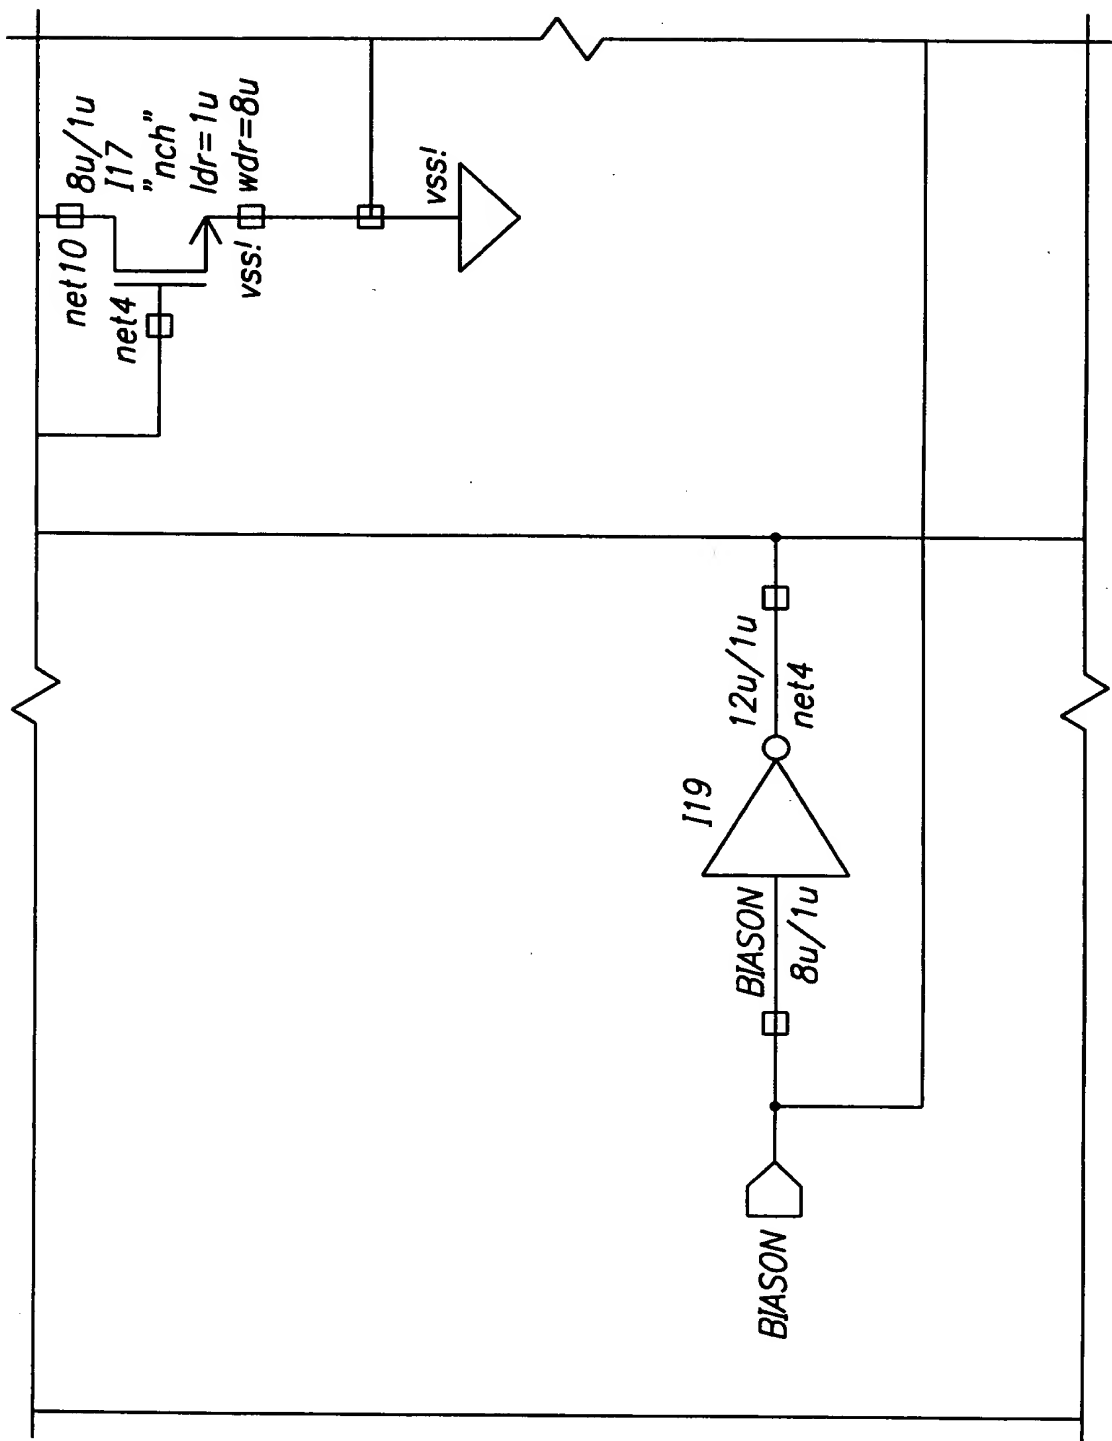 8u/1u
I17
"nch"
ldr=1u
wdr=8u
net10
net4
vss!
vss!
12u/1u
net4
I19
BIASON
8u/1u
BIASON